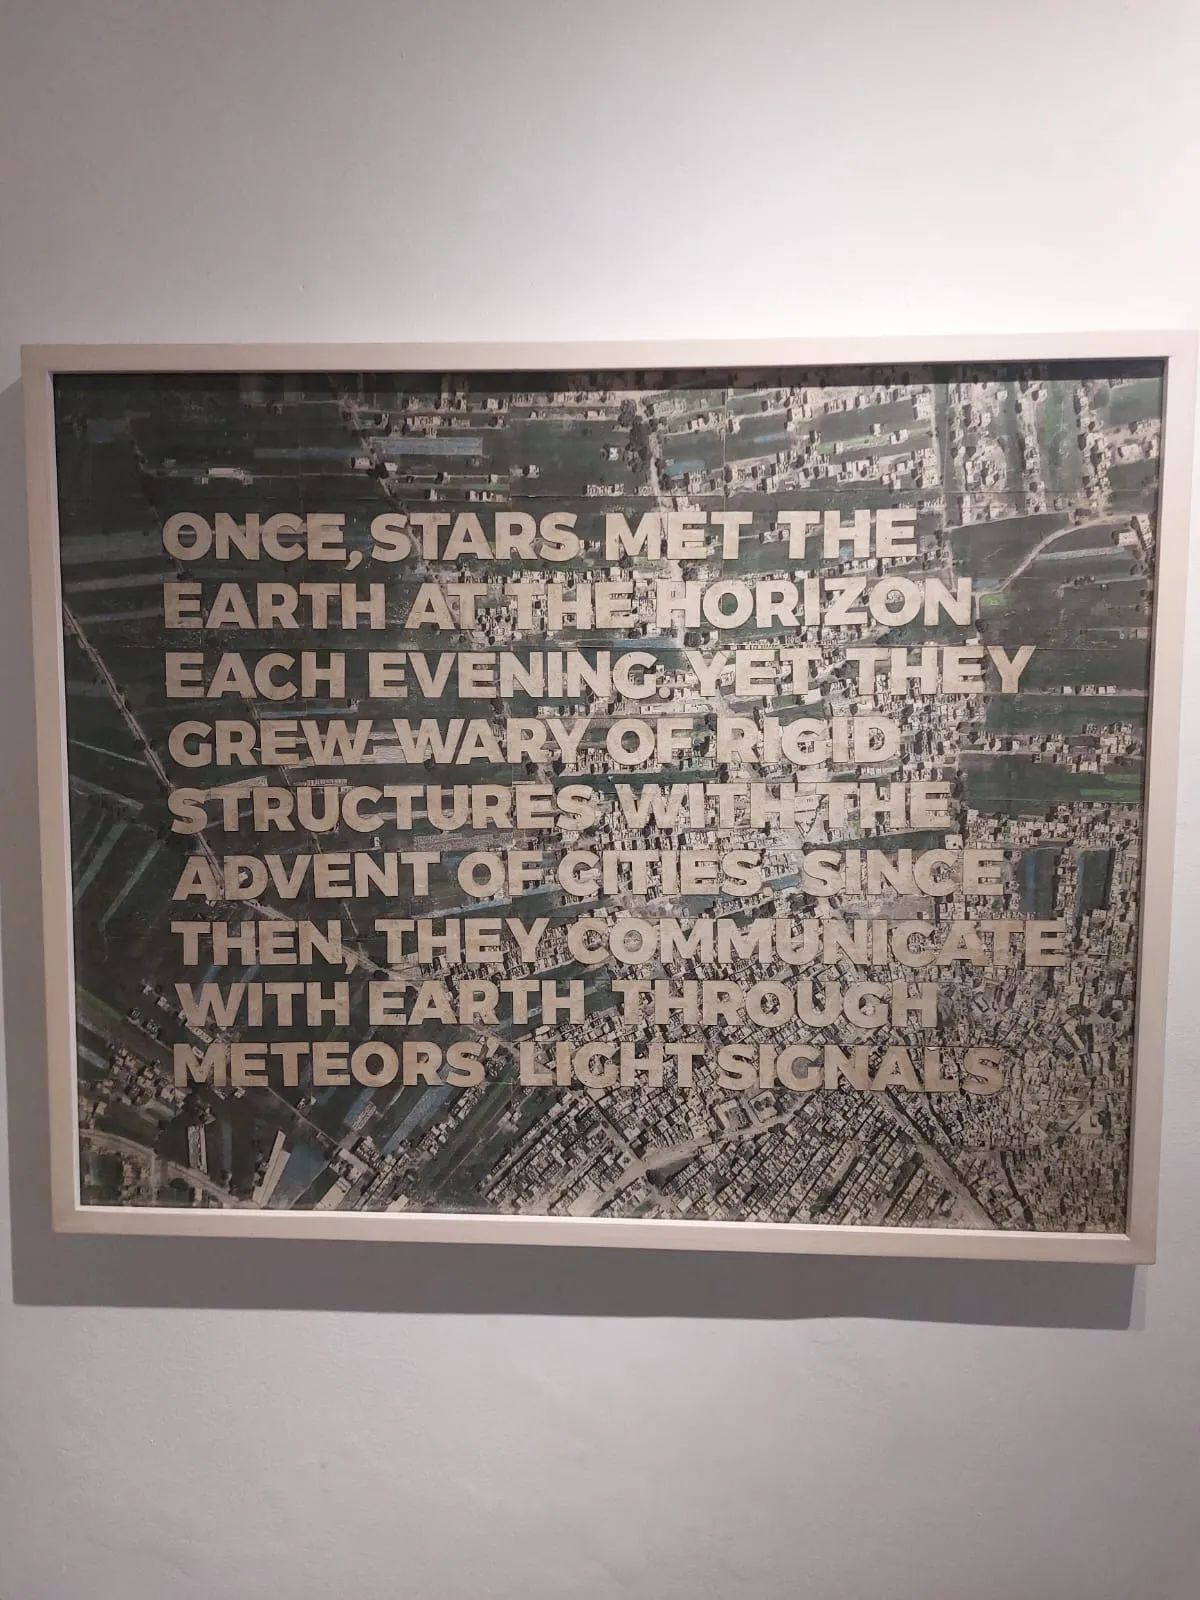 ONCE, STARS MET THE
EARTH AT THE HORIZON
EACH EVENING. YET THEY
GREW WARY OF RIGID
STRUCTURES WITH THE
ADVENT OF CITIES. SINCE
THEN, THEY COMMUNICATE
WITH EARTH THROUGH
METEORS' LIGHT SIGNALS